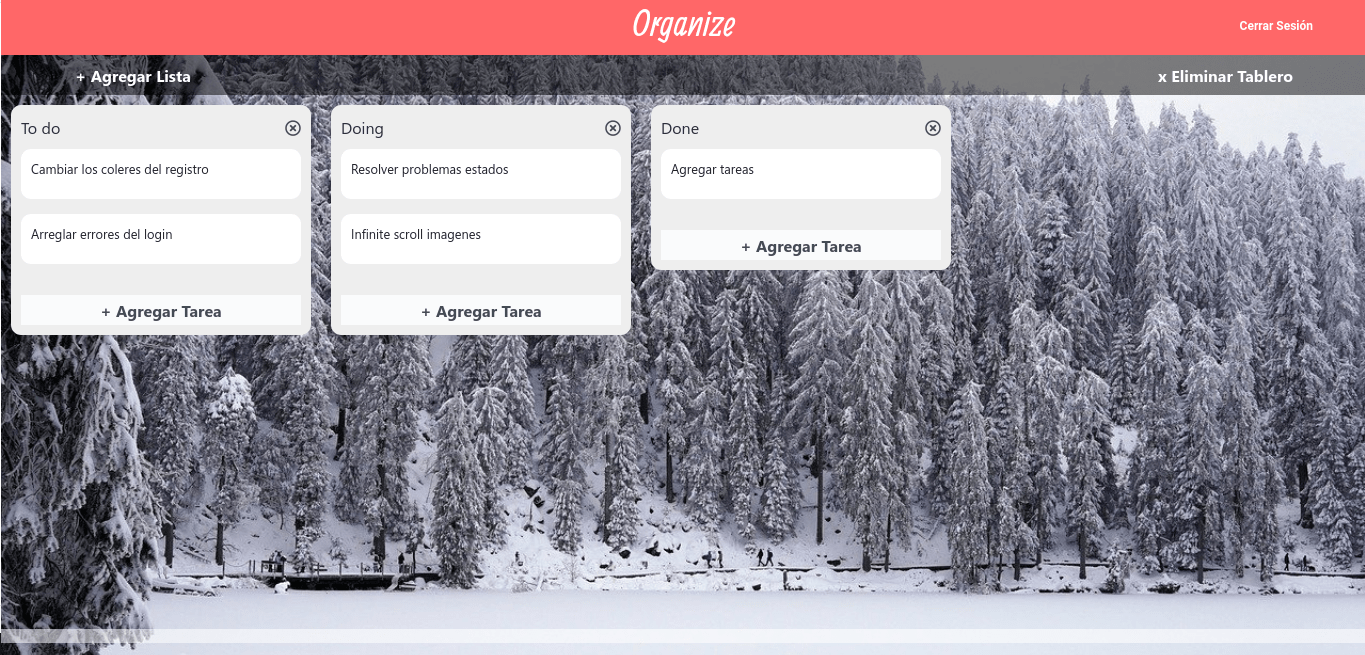 Organize
Cerrar Sesión
+ Agregar Lista
x Eliminar Tablero
To do
Cambiar los coleres del registro
Arreglar errores del login
+ Agregar Tarea
Doing
Resolver problemas estados
Infinite scroll imagenes
+ Agregar Tarea
Done
Agregar tareas
+ Agregar Tarea